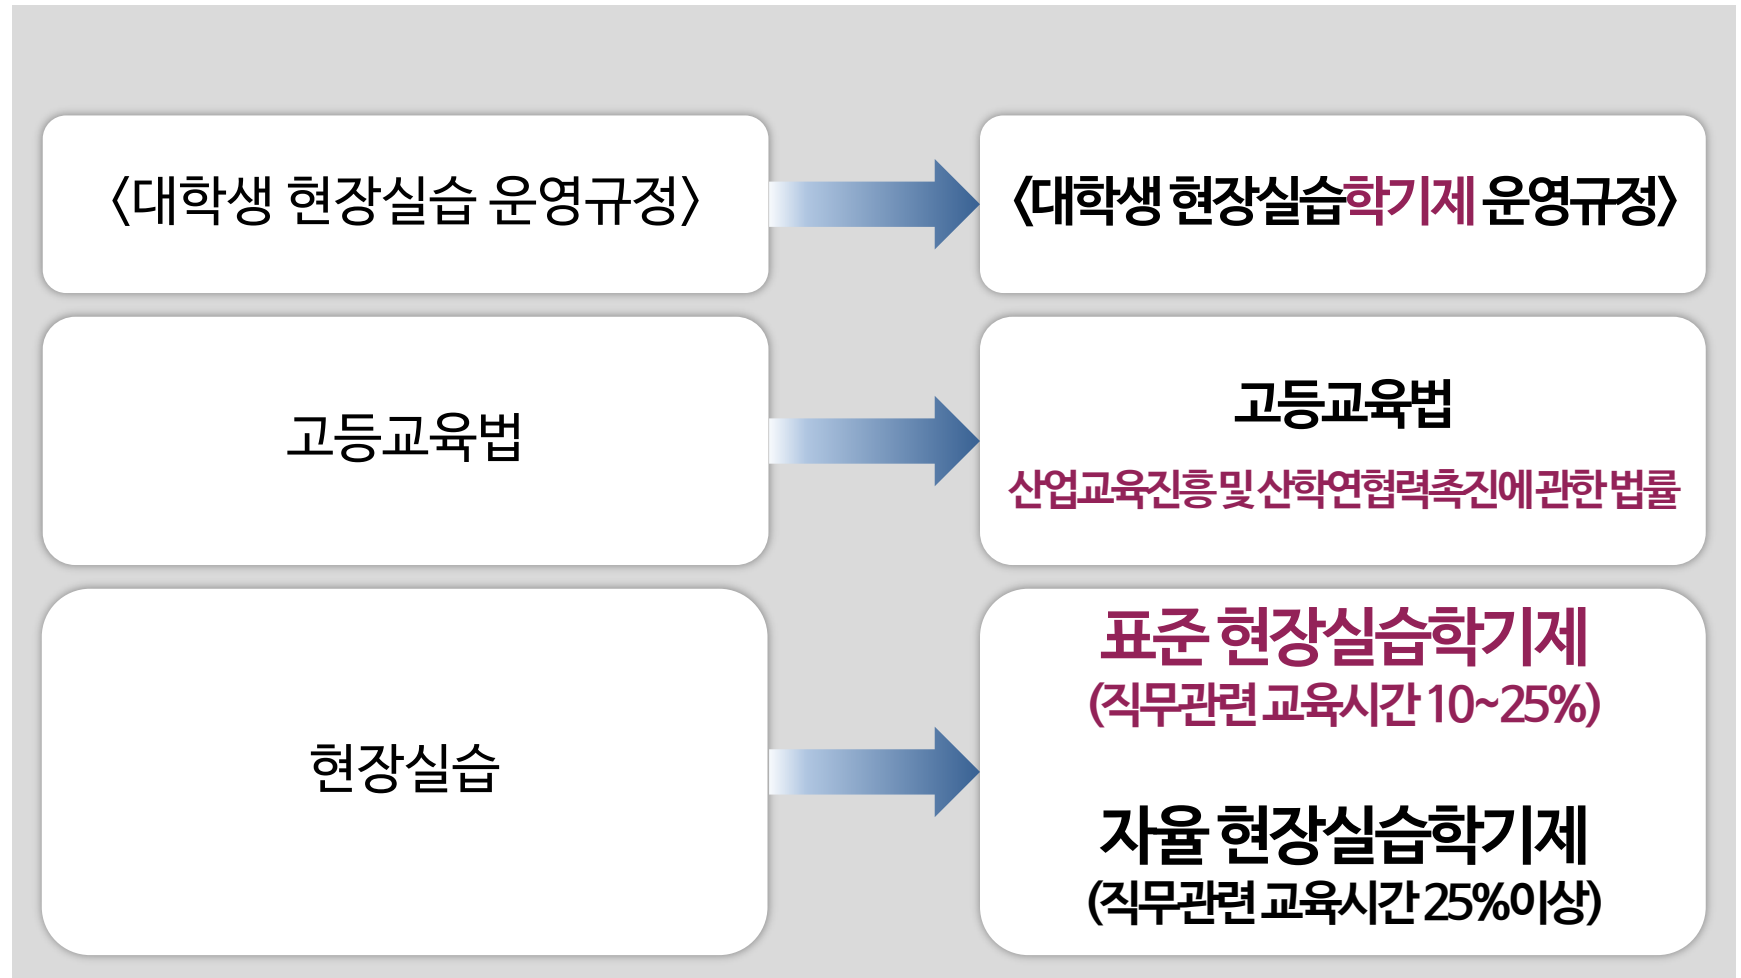 〈대학생 현장실습 운영규정〉
〈대학생 현장실습학기제 운영규정〉
고등교육법
고등교육법
산업교육진흥 및 산학연협력촉진에 관한 법률
현장실습
표준 현장실습학기제
(직무관련 교육시간 10~25%)
자율 현장실습학기제
(직무관련 교육시간 25%이상)